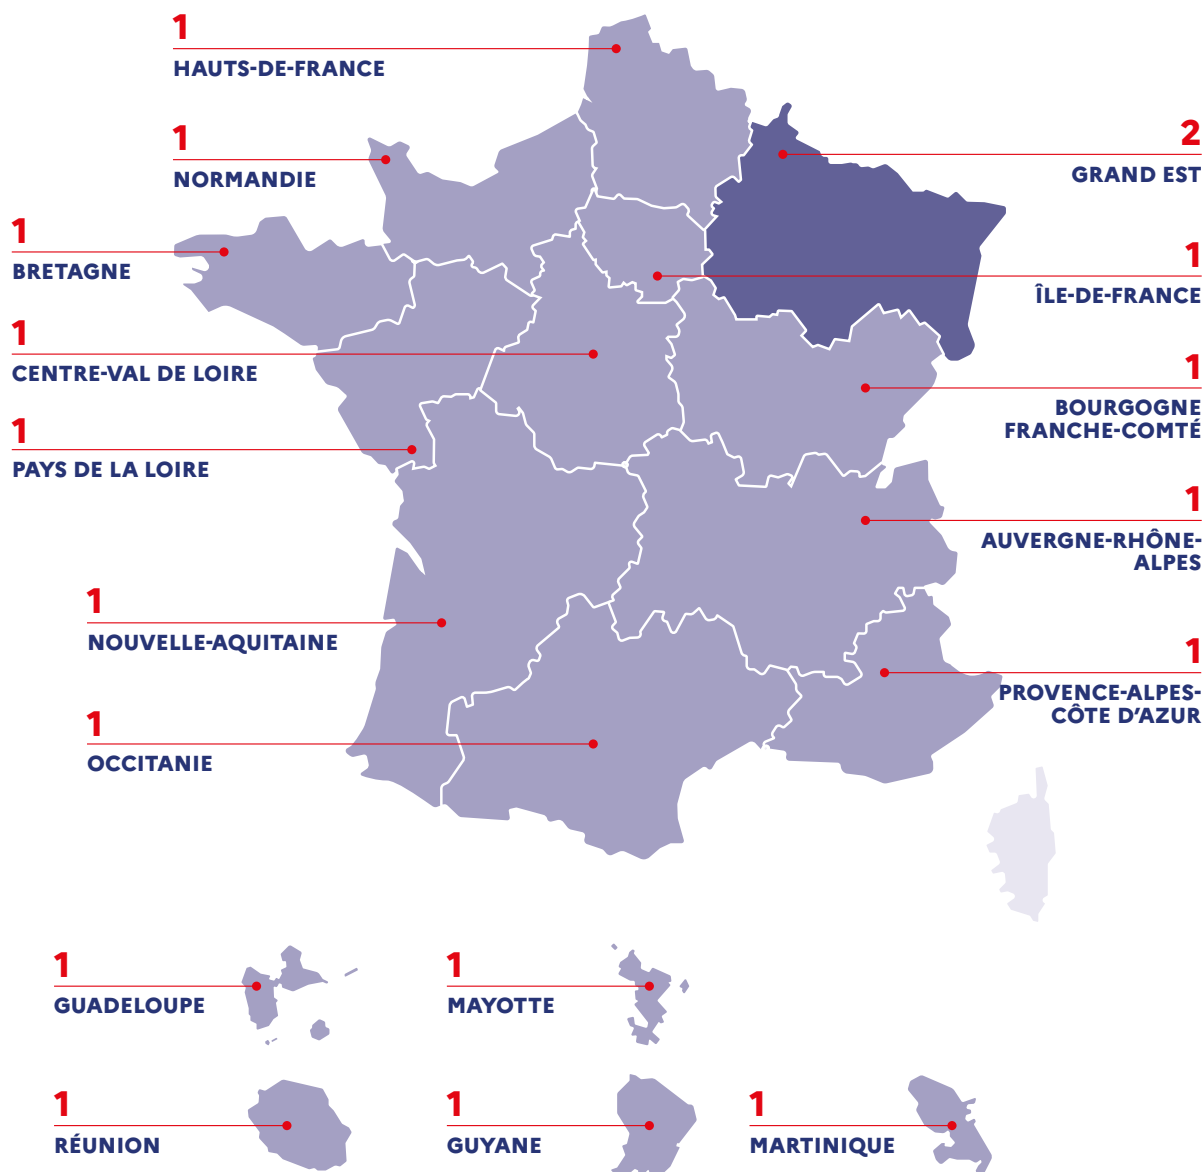 1
HAUTS-DE-FRANCE
1
NORMANDIE
2
GRAND EST
1
BRETAGNE
1
ÎLE-DE-FRANCE
1
CENTRE-VAL DE LOIRE
1
BOURGOGNE
FRANCHE-COMTÉ
1
PAYS DE LA LOIRE
1
AUVERGNE-RHÔNE-
ALPES
1
NOUVELLE-AQUITAINE
1
PROVENCE-ALPES-
CÔTE D’AZUR
1
OCCITANIE
1
GUADELOUPE
1
MAYOTTE
1
RÉUNION
1
GUYANE
1
MARTINIQUE